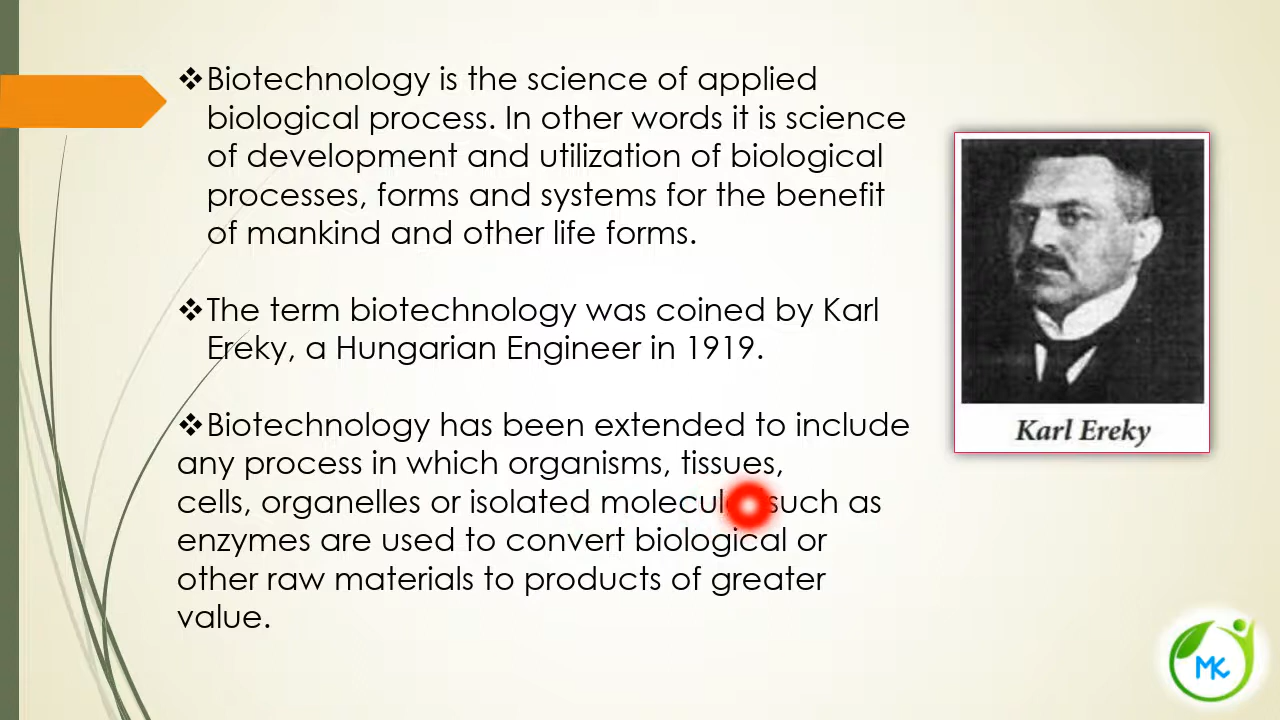 ❖Biotechnology is the science of applied
biological process. In other words it is science
of development and utilization of biological
processes, forms and systems for the benefit
of mankind and other life forms.
❖The term biotechnology was coined by Karl
Ereky, a Hungarian Engineer in 1919.
❖Biotechnology has been extended to include
any process in which organisms, tissues,
cells, organelles or isolated such as
enzymes are used to convert biological or
other raw materials to products of greater
value.
Karl Ereky
MK